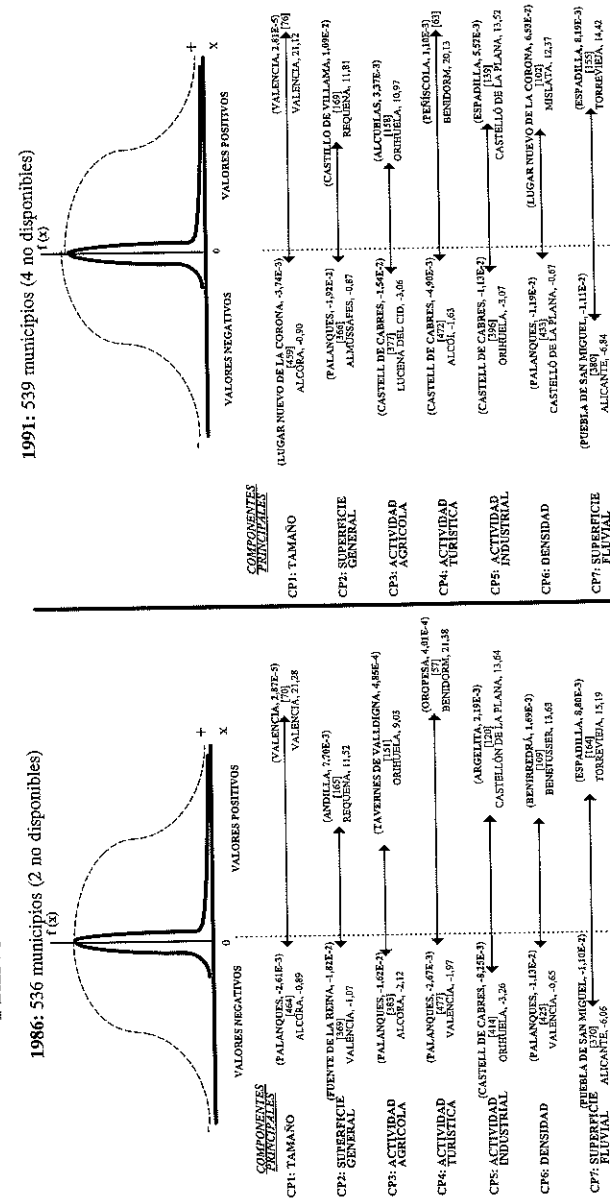 1986: 536 municipios (2 no disponibles)
f (x)
+
x
0
VALORES NEGATIVOS
VALORES POSITIVOS
COMPONENTES
PRINCIPALES
CP1: TAMAÑO
(PALANQUES, -2,61E-3)
[464]
ALCORA, -0,89
(VALENCIA, 2,87E-5)
[70]
VALENCIA, 21,28
CP2: SUPERFICIE
GENERAL
(FUENTE DE LA REINA, -1,82E-2)
[369]
VALENCIA, -1,07
(ANDILLA, 7,70E-3)
[165]
REQUENA, 11,52
CP3: ACTIVIDAD
AGRÍCOLA
(PALANQUES, -1,62E-2)
[383]
ALCORA, -2,12
(TAVERNES DE VALLDIGNA, 4,86E-4)
[151]
ORIHUELA, 9,03
CP4: ACTIVIDAD
TURÍSTICA
(PALANQUES, -2,67E-3)
[477]
VALENCIA, -1,97
(OROPESA, 4,01E-4)
[57]
BENIDORM, 21,38
CP5: ACTIVIDAD
INDUSTRIAL
(CASTELL DE CABRES, -8,25E-3)
[414]
ORIHUELA, -3,26
(ARGELITA, 2,19E-3)
[120]
CASTELLÓN DE LA PLANA, 13,64
CP6: DENSIDAD
(PALANQUES, -1,13E-2)
[425]
VALENCIA, -0,65
(BENIRREDRÁ, 1,69E-3)
[109]
BENETUSSER, 13,63
CP7: SUPERFICIE
FLUVIAL
(PUEBLA DE SAN MIGUEL, -1,10E-2)
[370]
ALICANTE, -6,06
(ESPADILLA, 8,80E-3)
[164]
TORREVIEJA, 15,19
1991: 539 municipios (4 no disponibles)
f (x)
+
x
0
VALORES NEGATIVOS
VALORES POSITIVOS
COMPONENTES
PRINCIPALES
CP1: TAMAÑO
(LUGAR NUEVO DE LA CORONA, -3,74E-3)
[459]
ALCORA, -0,90
(VALENCIA, 2,81E-5)
[76]
VALENCIA, 21,12
CP2: SUPERFICIE
GENERAL
(PALANQUES, -1,92E-2)
[366]
ALMUSSAFES, -0,87
(CASTILLO DE VILLAMA, 1,09E-2)
[169]
REQUENA, 11,81
CP3: ACTIVIDAD
AGRÍCOLA
(CASTELL DE CABRES, -1,54E-2)
[377]
LUCENA DEL CID, -3,06
(ALCUBLAS, 3,37E-3)
[158]
ORIHUELA, 10,97
CP4: ACTIVIDAD
TURÍSTICA
(CASTELL DE CABRES, -4,90E-3)
[472]
ALCOI, -1,63
(PEÑÍSCOLA, 1,10E-3)
[63]
BENIDORM, 20,13
CP5: ACTIVIDAD
INDUSTRIAL
(CASTELL DE CABRES, -1,13E-2)
[396]
ORIHUELA, -3,07
(ESPADILLA, 5,57E-3)
[139]
CASTELLÓ DE LA PLANA, 13,52
CP6: DENSIDAD
(PALANQUES, -1,19E-2)
[433]
CASTELLÓ DE LA PLANA, -0,67
(LUGAR NUEVO DE LA CORONA, 6,53E-2)
[102]
MISLATA, 12,37
CP7: SUPERFICIE
FLUVIAL
(PUEBLA DE SAN MIGUEL, -1,11E-2)
[380]
ALICANTE, -6,84
(ESPADILLA, 8,19E-3)
[155]
TORREVIEJA, 14,42